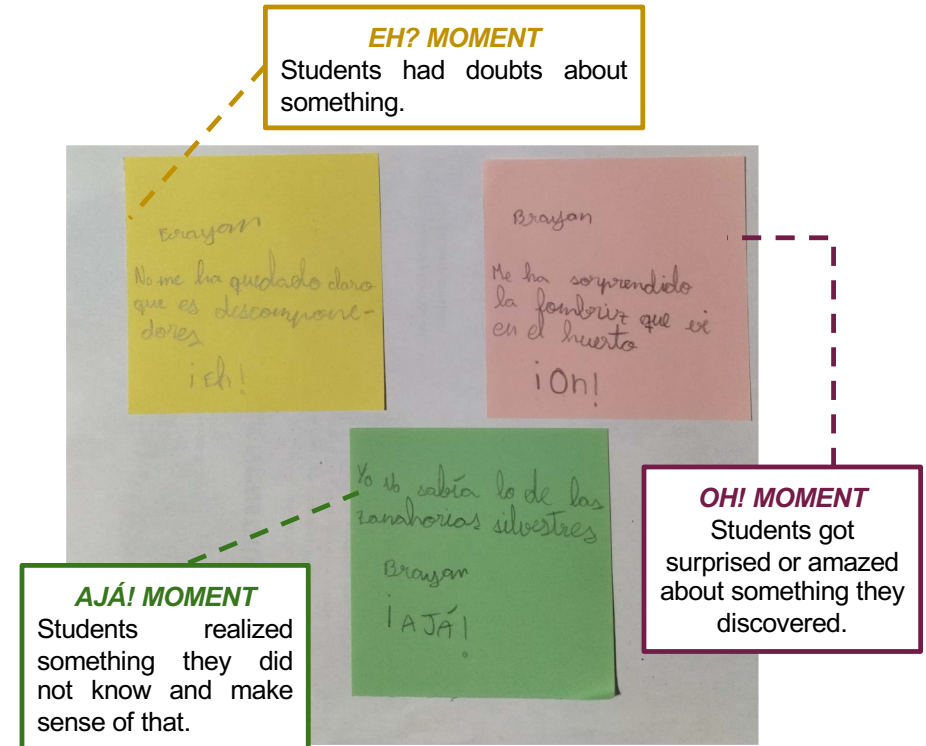 EH? MOMENT
Students had doubts about
something.
Brayan
No me ha quedado claro
que es descompone-
dores
¡Eh!
Brayan
Me ha sorprendido
la fombriz que vi
en el huerto
¡Oh!
Yo no sabía lo de las
zanahorias silvestres
Brayan
¡AJÁ!
OH! MOMENT
Students got
surprised or amazed
about something they
discovered.
AJÁ! MOMENT
Students realized
something they did
not know and make
sense of that.